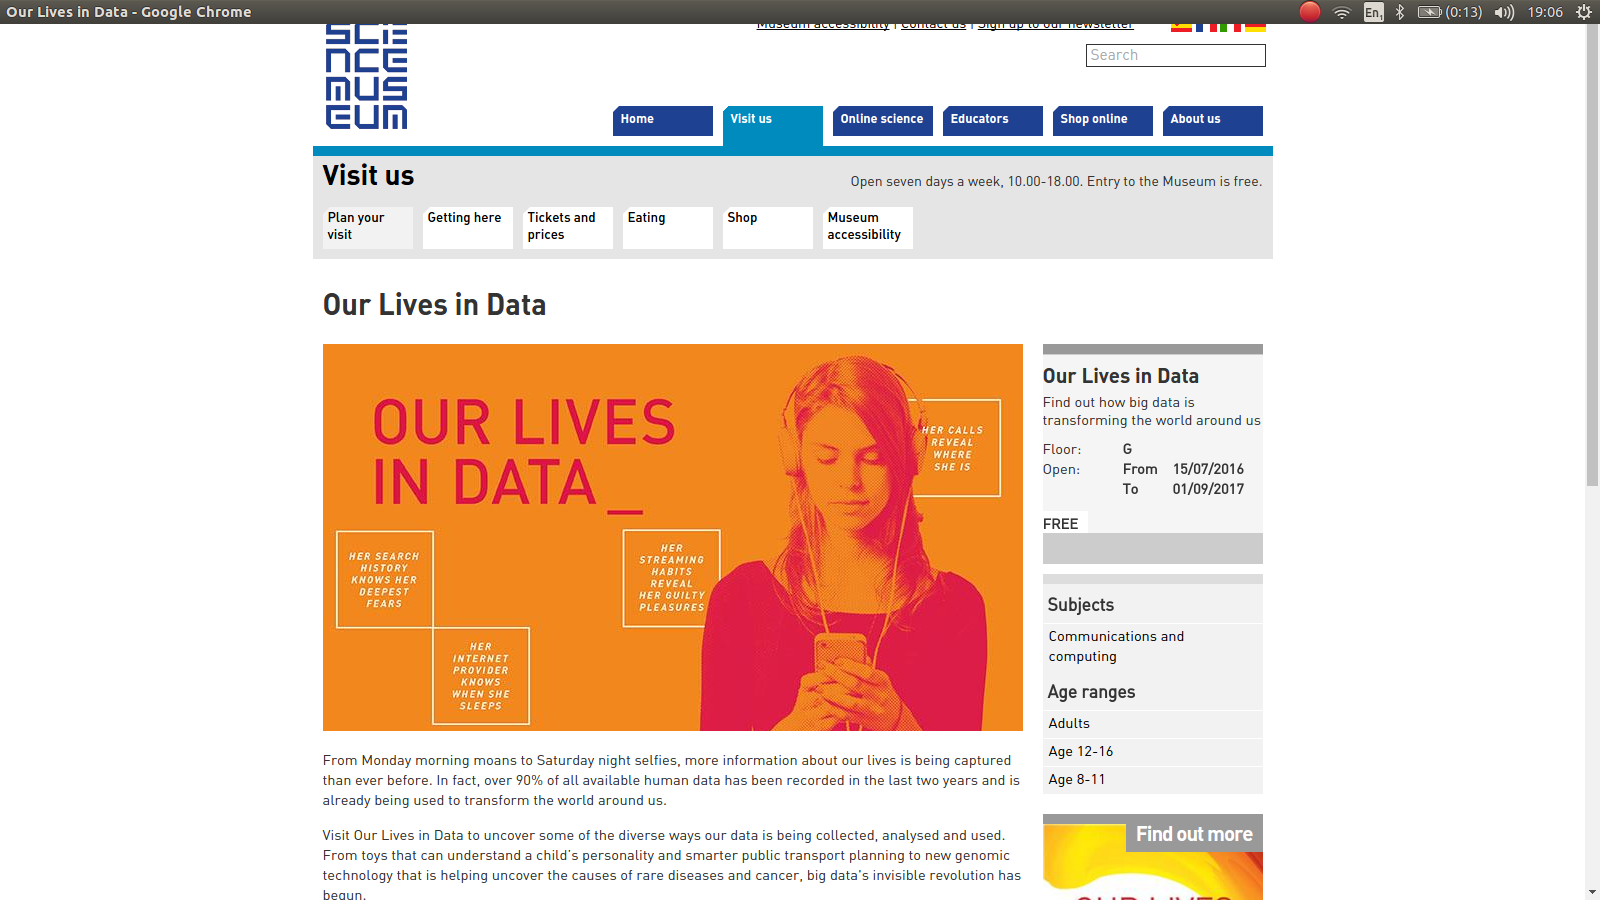 Our Lives in Data - Google Chrome
En1
(0:13)
19:06
SCIE
NCE
MUS
EUM
Museum accessibility | Contact us | Sign up to our newsletter
Search
Home
Visit us
Online science
Educators
Shop online
About us
Visit us
Open seven days a week, 10.00-18.00. Entry to the Museum is free.
Plan your
visit
Getting here
Tickets and
prices
Eating
Shop
Museum
accessibility
Our Lives in Data
OUR LIVES
IN DATA_
HER CALLS
REVEAL
WHERE
SHE IS
HER SEARCH
HISTORY
KNOWS HER
DEEPEST
FEARS
HER
STREAMING
HABITS
REVEAL
HER GUILTY
PLEASURES
HER
INTERNET
PROVIDER
KNOWS
WHEN SHE
SLEEPS
From Monday morning moans to Saturday night selfies, more information about our lives is being captured
than ever before. In fact, over 90% of all available human data has been recorded in the last two years and is
already being used to transform the world around us.
Visit Our Lives in Data to uncover some of the diverse ways our data is being collected, analysed and used.
From toys that can understand a child's personality and smarter public transport planning to new genomic
technology that is helping uncover the causes of rare diseases and cancer, big data's invisible revolution has
begun.
Our Lives in Data
Find out how big data is
transforming the world around us
Floor: G
Open: From 15/07/2016
To 01/09/2017
FREE
Subjects
Communications and
computing
Age ranges
Adults
Age 12-16
Age 8-11
Find out more
OUR LIVES